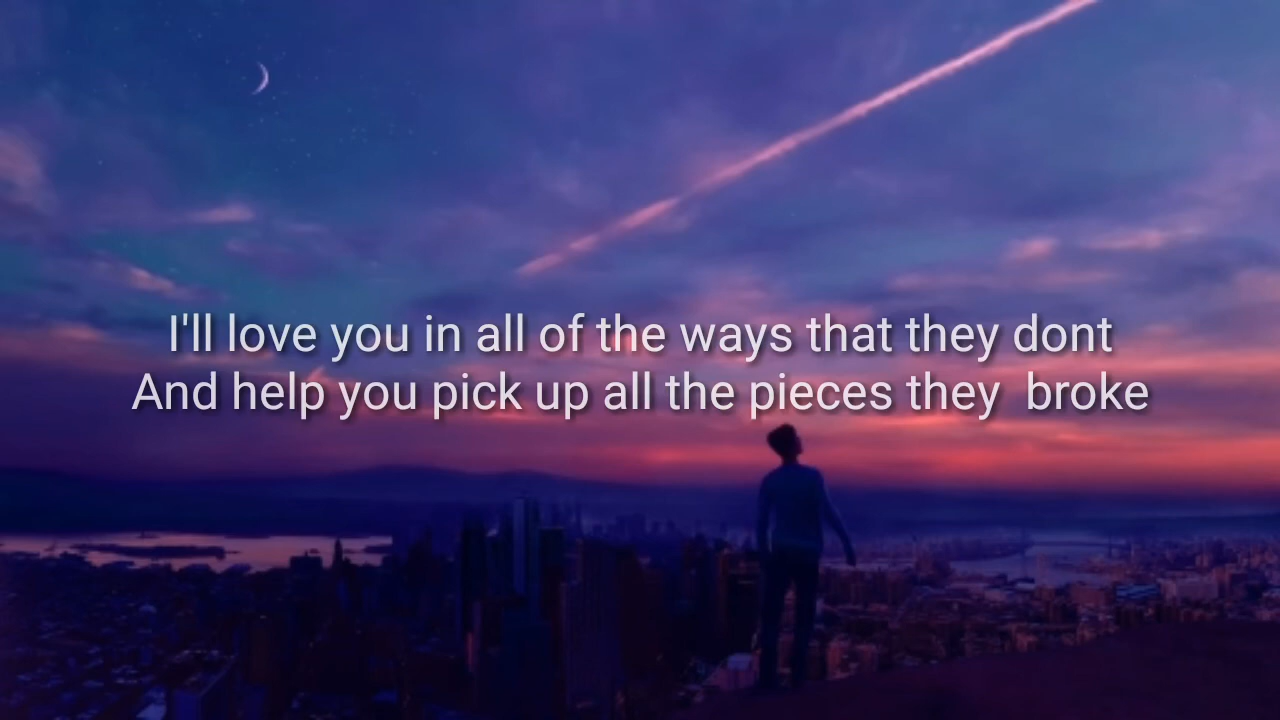 I'll love you in all of the ways that they dont
And help you pick up all the pieces they  broke